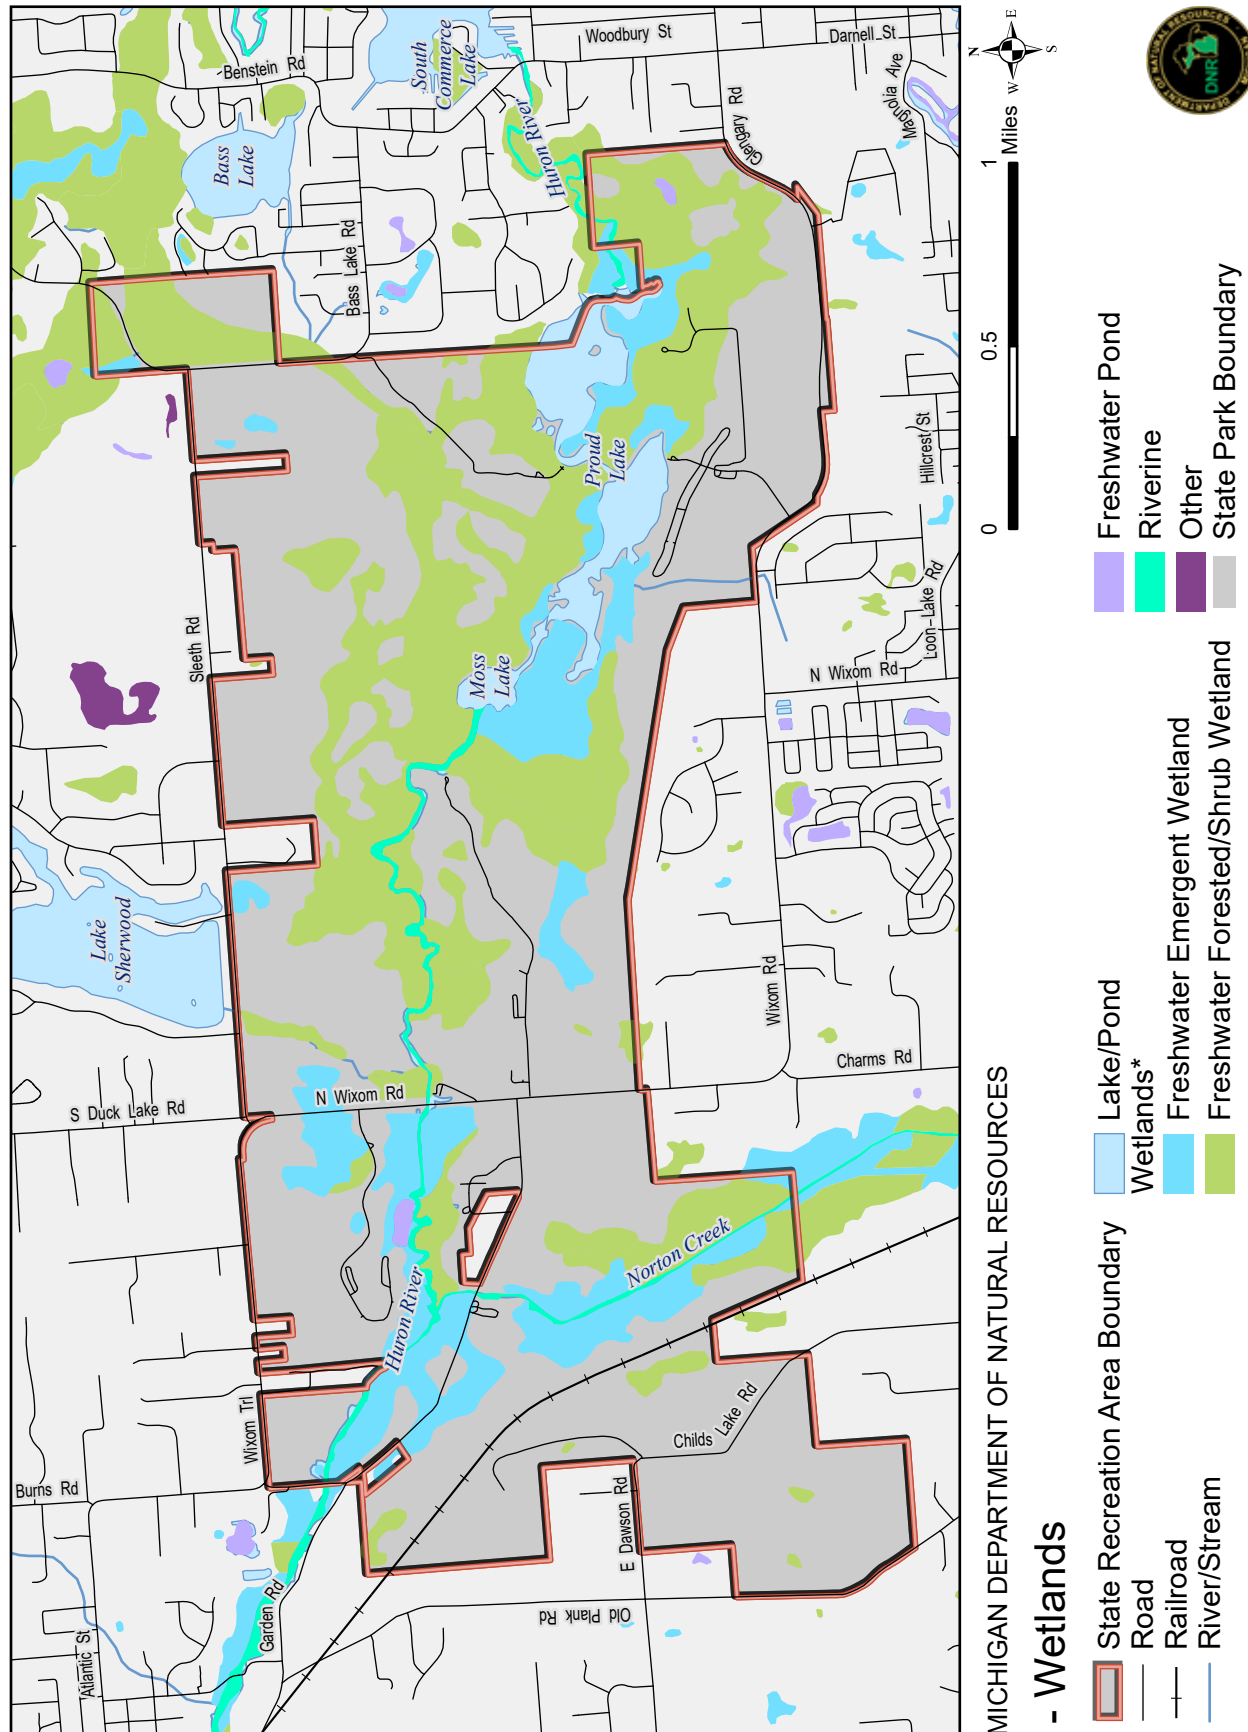 Burns Rd
Atlantic St
Garden Rd
Wixom Trl
S Duck Lake Rd
Lake
Sherwood
Sleeth Rd
Benstein Rd
Bass
Lake
Bass Lake Rd
South
Commerce
Lake
Huron River
Woodbury St
Darnell St
Magnolia Ave
Glengary Rd
Proud
Lake
Moss
Lake
N Wixom Rd
Huron River
Norton Creek
Old Plank Rd
E Dawson Rd
Childs Lake Rd
Charms Rd
Wixom Rd
N Wixom Rd
Loon Lake Rd
Hillcrest St
MICHIGAN DEPARTMENT OF NATURAL RESOURCES
- Wetlands
0 0.5 1
Miles
N
E
S
W
DEPARTMENT OF NATURAL RESOURCES
DNR
State Recreation Area Boundary
Road
Railroad
River/Stream
Lake/Pond
Wetlands*
Freshwater Emergent Wetland
Freshwater Forested/Shrub Wetland
Freshwater Pond
Riverine
Other
State Park Boundary